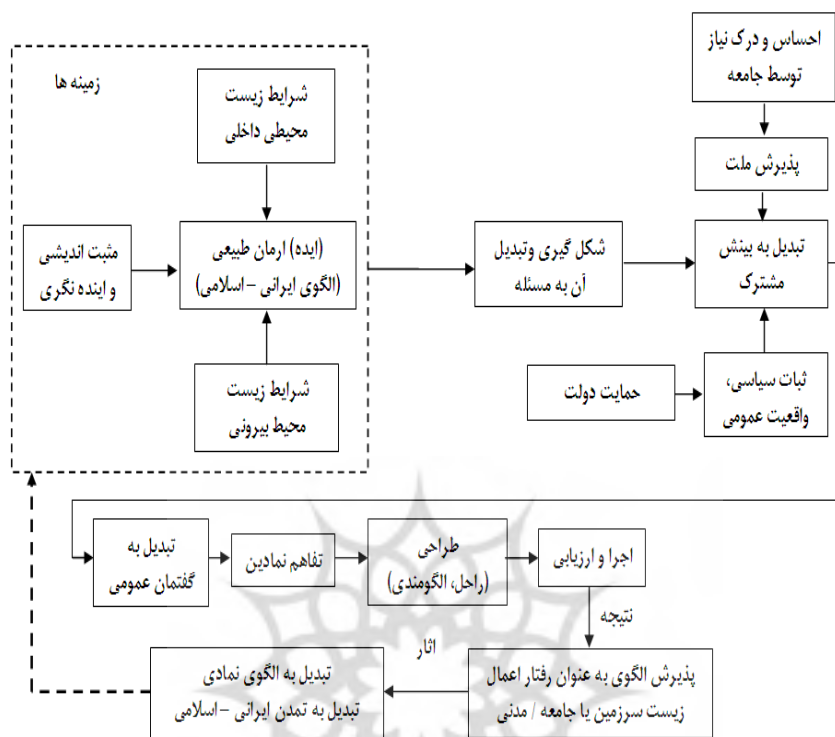 احساس و درک نیاز
توسط جامعه
زمینه ها
شرایط زیست
محیطی داخلی
پذیرش ملت
مثبت اندیشی
و اینده نگری
(ایده) ارمان طبیعی
(الگوی ایرانی – اسلامی)
شکل گیری وتبدیل
آن به مسئله
تبدیل به بینش
مشترک
شرایط زیست
محیط بیرونی
حمایت دولت
ثبات سیاسی،
واقعیت عمومی
تبدیل به
گفتمان عمومی
تفاهم نمادین
طراحی
(راحل، الگومندی)
اجرا و ارزیابی
نتیجه
پذیرش الگوی به عنوان رفتار اعمال
زیست سرزمین یا جامعه / مدنی
اثار
تبدیل به الگوی نمادی
تبدیل به تمدن ایرانی – اسلامی